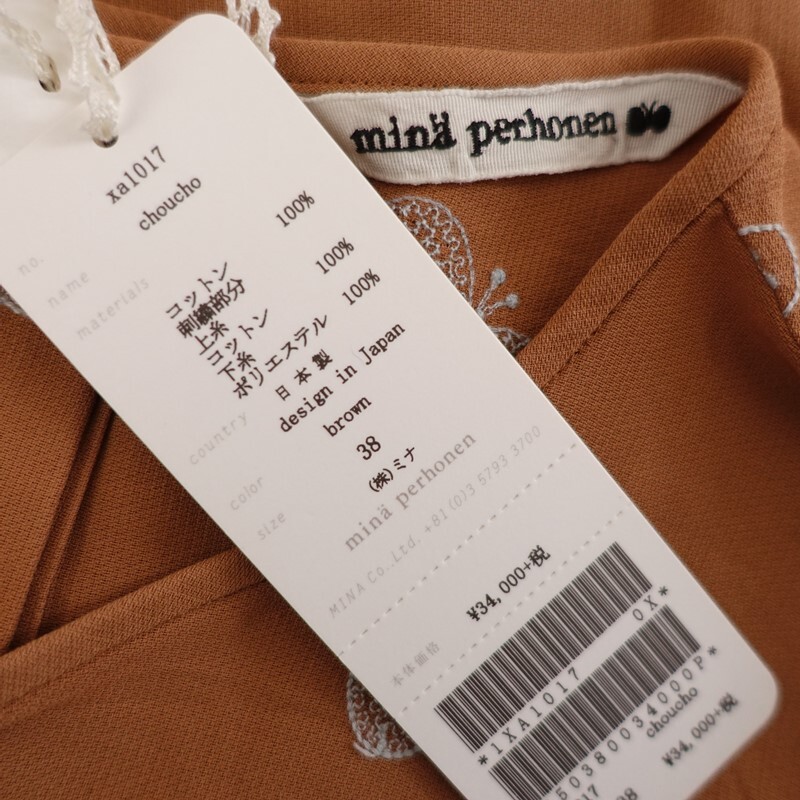 minä perhonen
no. xa1017
name choucho
materials
コットン 100%
刺繍部分
上糸
コットン 100%
下糸
ポリエステル 100%
country 日本製
design in Japan
color brown
size 38
(株)ミナ
minä perhonen
MINA Co.,Ltd. +81(0)3 5793 3700
本体価格 ¥34,000+税
*1XA1017 0X*
*50380034000P*
choucho
¥34,000+税